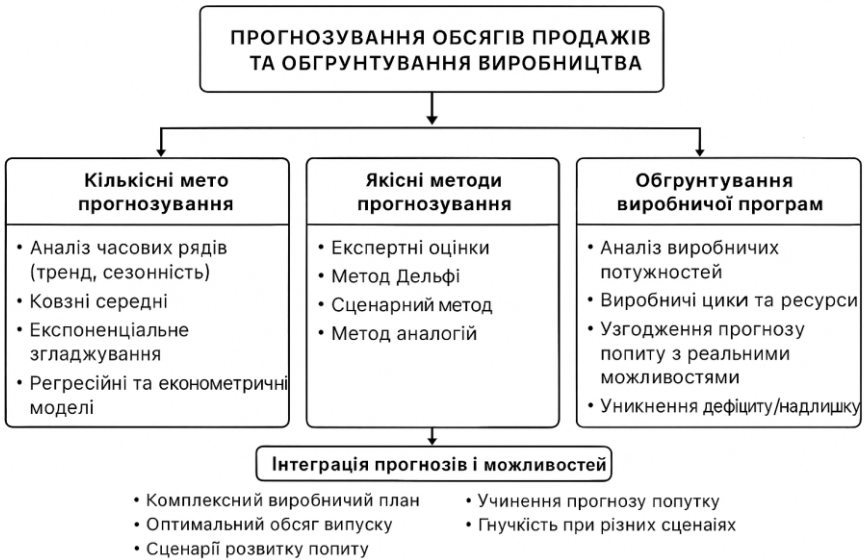 ПРОГНОЗУВАННЯ ОБСЯГІВ ПРОДАЖІВ
ТА ОБГРУНТУВАННЯ ВИРОБНИЦТВА
Кількісні мето
прогнозування
• Аналіз часових рядів
(тренд, сезонність)
• Ковзні середні
• Експоненціальне
згладжування
• Регресійні та економетричні
моделі
Якісні методи
прогнозування
• Експертні оцінки
• Метод Дельфі
• Сценарний метод
• Метод аналогій
Обгрунтування
виробничої програм
• Аналіз виробничих
потужностей
• Виробничі цики та ресурси
• Узгодження прогнозу
попиту з реальними
можливостями
• Уникнення дефіциту/надлишку
Інтеграція прогнозів і можливостей
• Комплексний виробничий план
• Оптимальний обсяг випуску
• Сценарії розвитку попиту
• Учинення прогнозу попутку
• Гнучкість при різних сценаіях